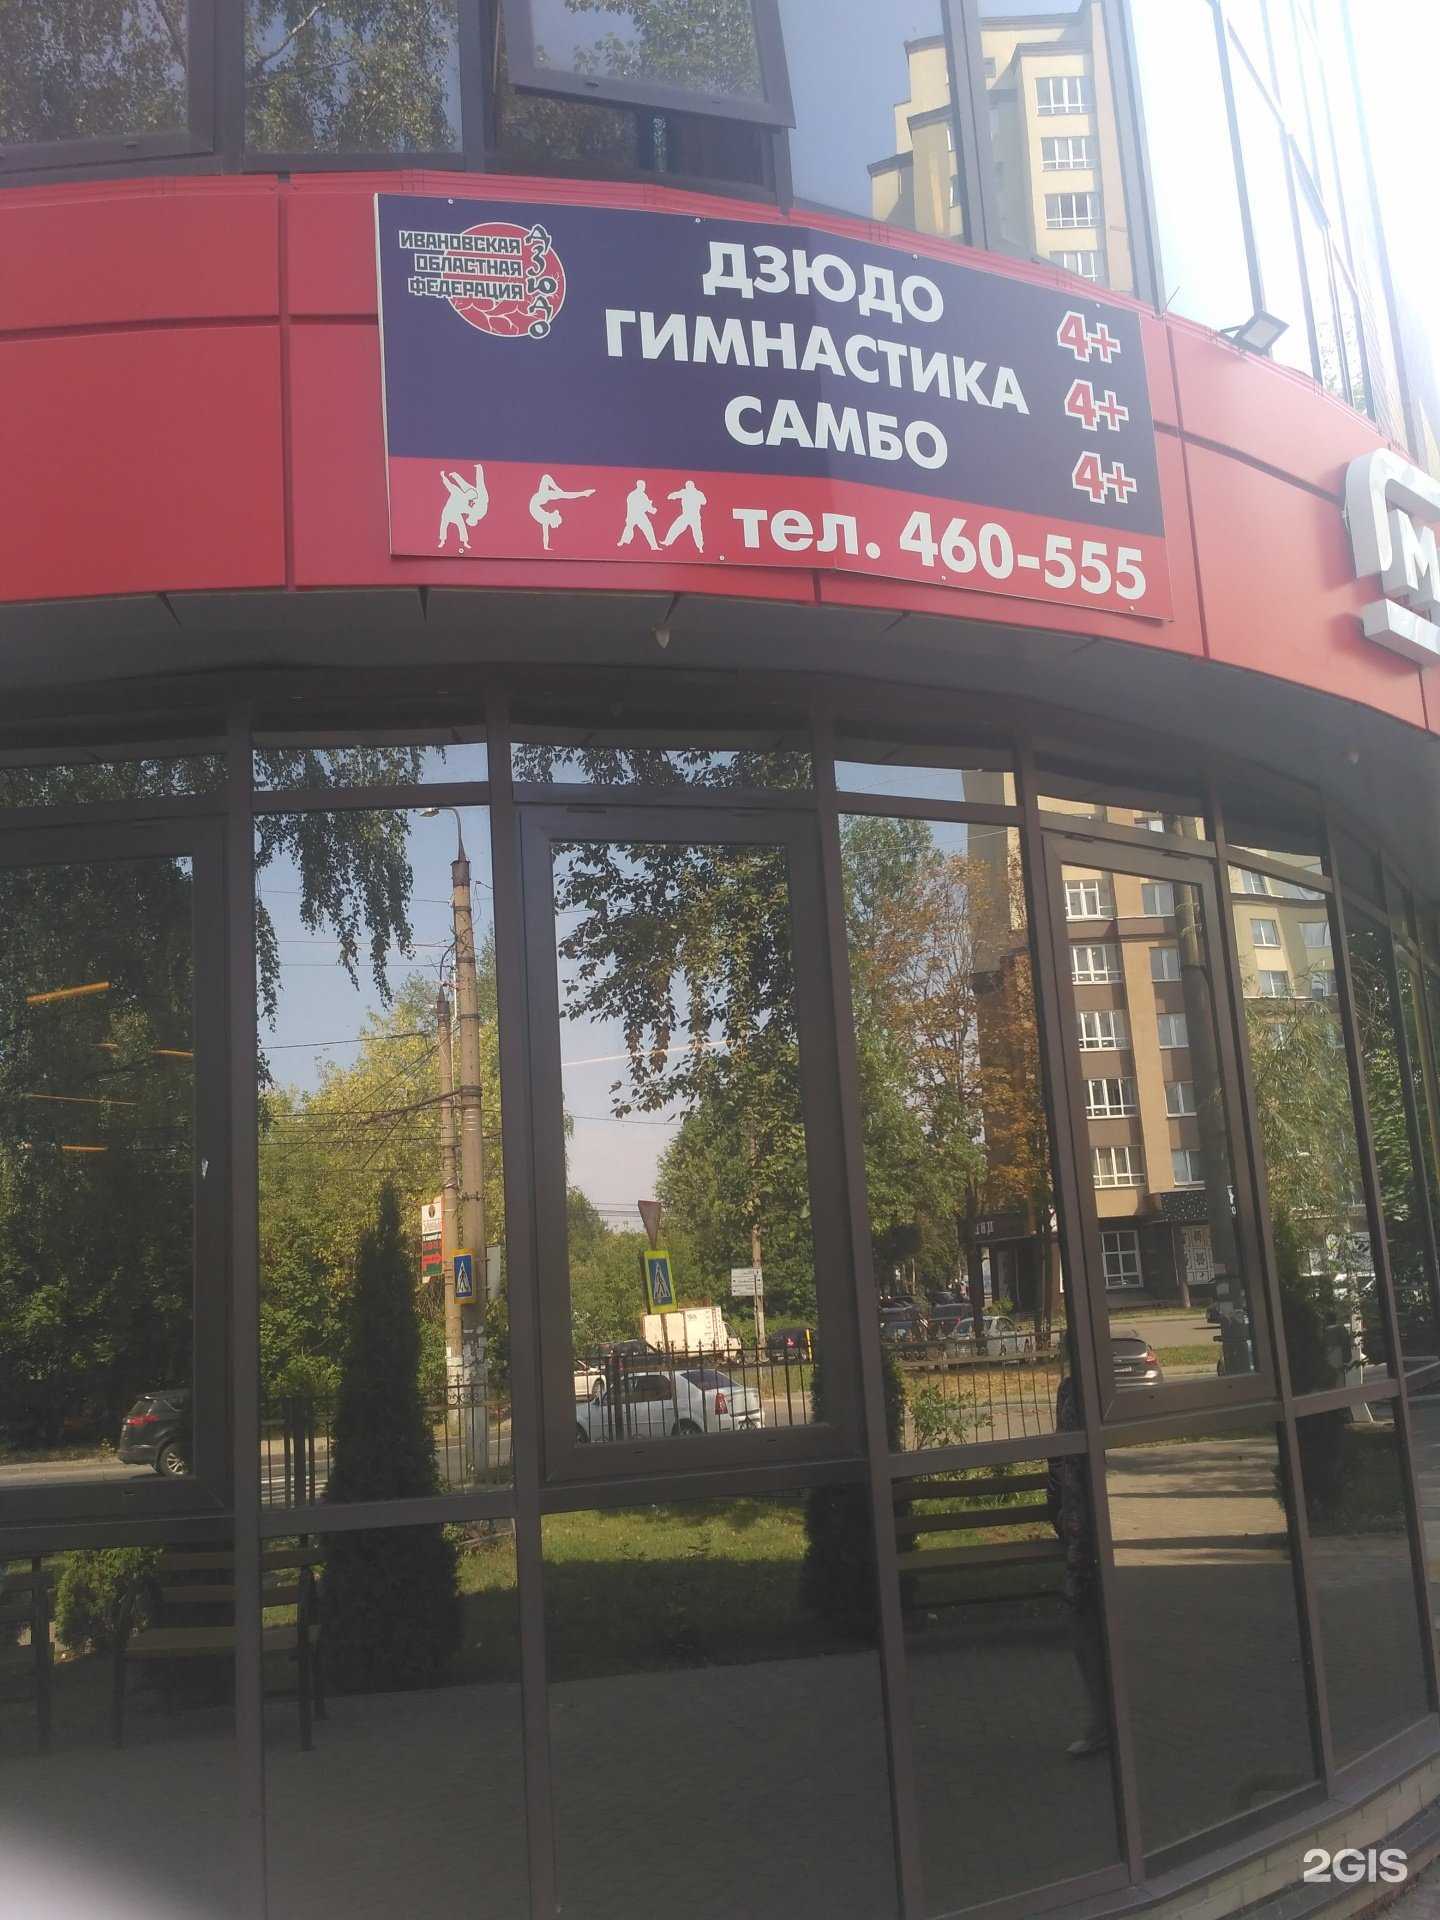 ИВАНОВСКАЯ
ОБЛАСТНАЯ
ФЕДЕРАЦИЯ
ДЗЮДО
ДЗЮДО 4+
ГИМНАСТИКА 4+
САМБО 4+
тел. 460-555
М
2GIS